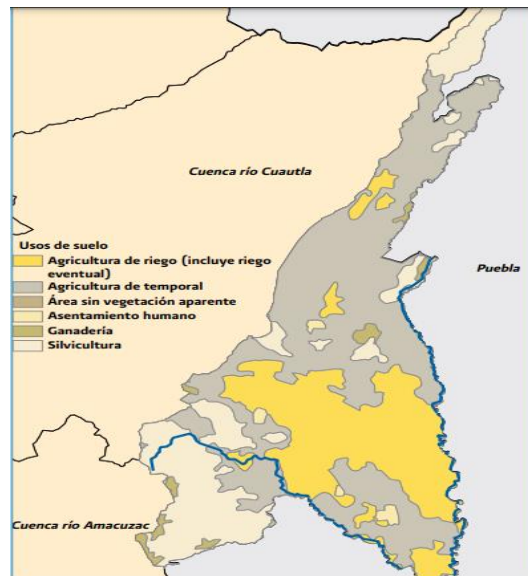 Cuenca río Cuautla
Usos de suelo
Agricultura de riego (incluye riego
eventual)
Agricultura de temporal
Área sin vegetación aparente
Asentamiento humano
Ganadería
Silvicultura
Puebla
Cuenca río Amacuzac